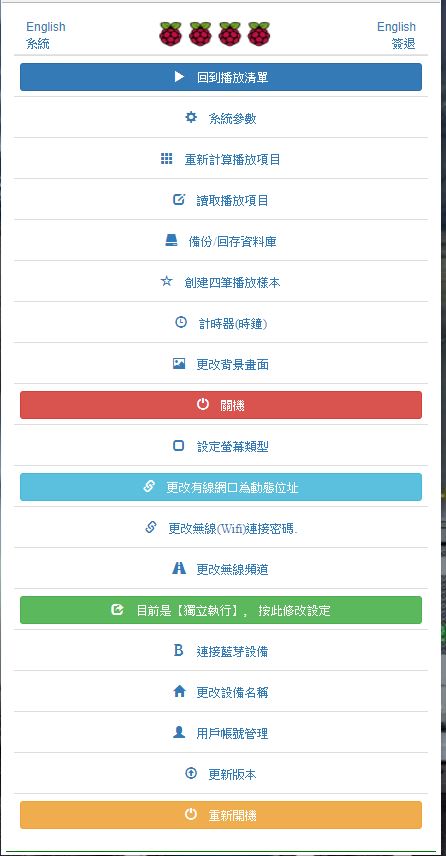 English
English
系統
簽退
回到播放清單
系統參數
重新計算播放項目
讀取播放項目
備份/回存資料庫
創建四筆播放樣本
計時器(時鐘)
更改背景畫面
關機
設定螢幕類型
更改有線網口為動態位址
更改無線(Wifi)連接密碼.
更改無線頻道
目前是【獨立執行】， 按此修改設定
連接藍芽設備
更改設備名稱
用戶帳號管理
更新版本
重新開機